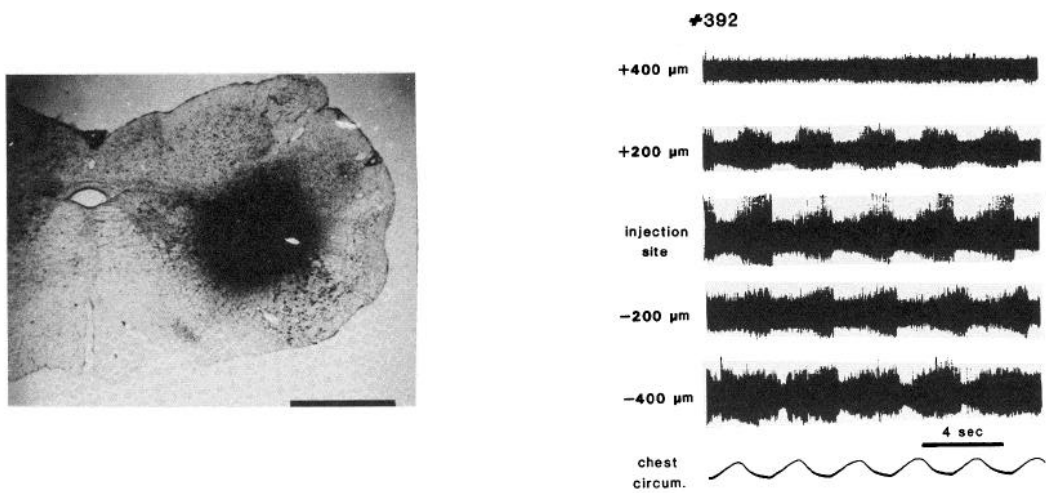 #392
+400 µm
+200 µm
injection
site
−200 µm
−400 µm
4 sec
chest
circum.